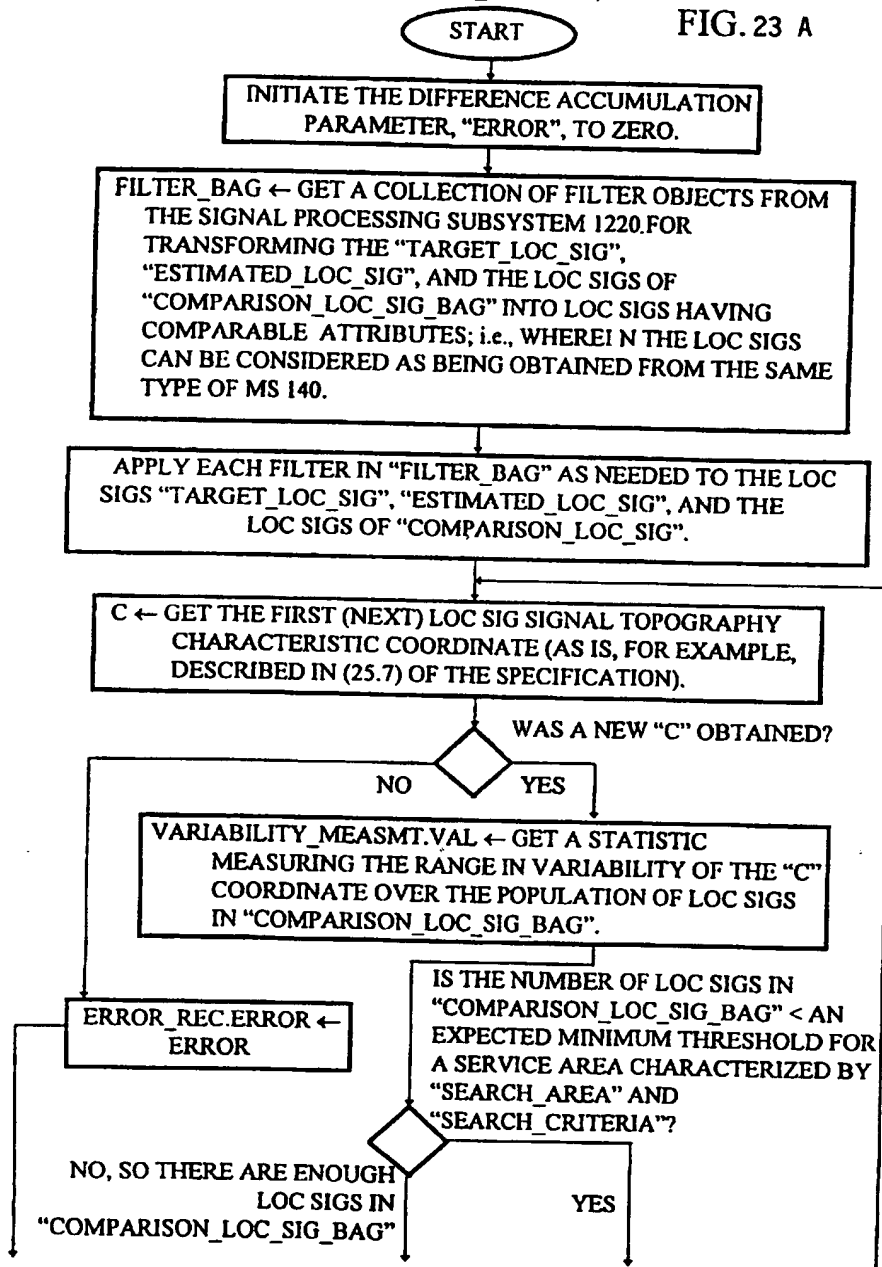 FIG. 23 A
START
INITIATE THE DIFFERENCE ACCUMULATION
PARAMETER, “ERROR”, TO ZERO.
FILTER_BAG ← GET A COLLECTION OF FILTER OBJECTS FROM
THE SIGNAL PROCESSING SUBSYSTEM 1220.FOR
TRANSFORMING THE “TARGET_LOC_SIG”,
“ESTIMATED_LOC_SIG”, AND THE LOC SIGS OF
“COMPARISON_LOC_SIG_BAG” INTO LOC SIGS HAVING
COMPARABLE ATTRIBUTES; i.e., WHEREI N THE LOC SIGS
CAN BE CONSIDERED AS BEING OBTAINED FROM THE SAME
TYPE OF MS 140.
APPLY EACH FILTER IN “FILTER_BAG” AS NEEDED TO THE LOC
SIGS “TARGET_LOC_SIG”, “ESTIMATED_LOC_SIG”, AND THE
LOC SIGS OF “COMPARISON_LOC_SIG”.
C ← GET THE FIRST (NEXT) LOC SIG SIGNAL TOPOGRAPHY
CHARACTERISTIC COORDINATE (AS IS, FOR EXAMPLE,
DESCRIBED IN (25.7) OF THE SPECIFICATION).
WAS A NEW “C” OBTAINED?
NO
YES
VARIABILITY_MEASMT.VAL ← GET A STATISTIC
MEASURING THE RANGE IN VARIABILITY OF THE “C”
COORDINATE OVER THE POPULATION OF LOC SIGS
IN “COMPARISON_LOC_SIG_BAG”.
ERROR_REC.ERROR ←
ERROR
IS THE NUMBER OF LOC SIGS IN
“COMPARISON_LOC_SIG_BAG” < AN
EXPECTED MINIMUM THRESHOLD FOR
A SERVICE AREA CHARACTERIZED BY
“SEARCH_AREA” AND
“SEARCH_CRITERIA”?
NO, SO THERE ARE ENOUGH
LOC SIGS IN
“COMPARISON_LOC_SIG_BAG”
YES